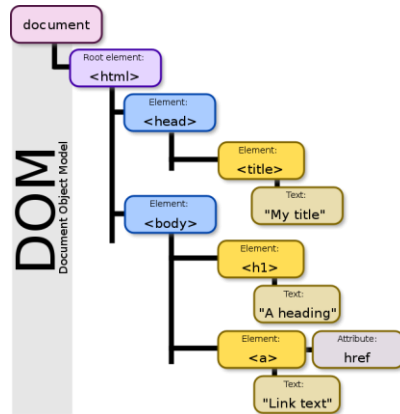 document
Root element:
<html>
Element:
<head>
Element:
<title>
Text:
"My title"
Element:
<body>
Element:
<h1>
Text:
"A heading"
Element:
<a>
Attribute:
href
Text:
"Link text"
DOM
Document Object Model